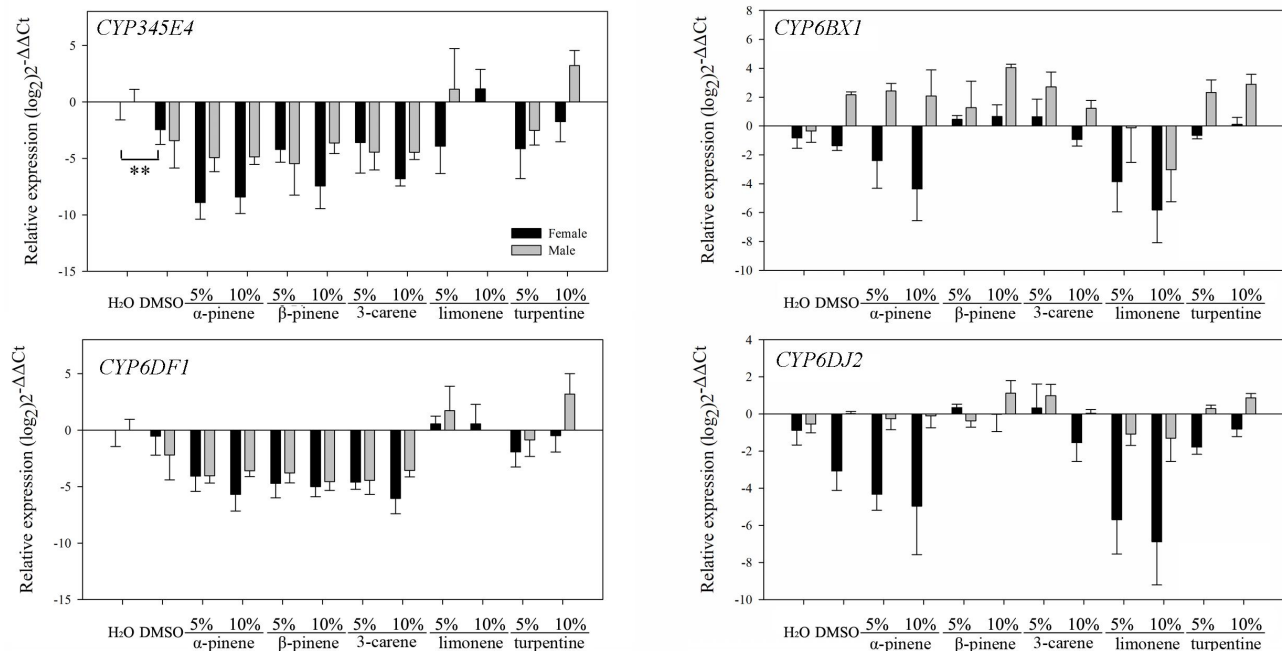 CYP345E4
Relative expression (log2)2-ΔΔCt
5
0
-5
-10
-15
**
Female
Male
H2O DMSO 5% 10% 5% 10% 5% 10% 5% 10% 5% 10%
α-pinene β-pinene 3-carene limonene turpentine
CYP6BX1
Relative expression (log2)2-ΔΔCt
8
6
4
2
0
-2
-4
-6
-8
-10
H2O DMSO 5% 10% 5% 10% 5% 10% 5% 10% 5% 10%
α-pinene β-pinene 3-carene limonene turpentine
CYP6DF1
Relative expression (log2)2-ΔΔCt
5
0
-5
-10
-15
H2O DMSO 5% 10% 5% 10% 5% 10% 5% 10% 5% 10%
α-pinene β-pinene 3-carene limonene turpentine
CYP6DJ2
Relative expression (log2)2-ΔΔCt
4
2
0
-2
-4
-6
-8
-10
H2O DMSO 5% 10% 5% 10% 5% 10% 5% 10% 5% 10%
α-pinene β-pinene 3-carene limonene turpentine